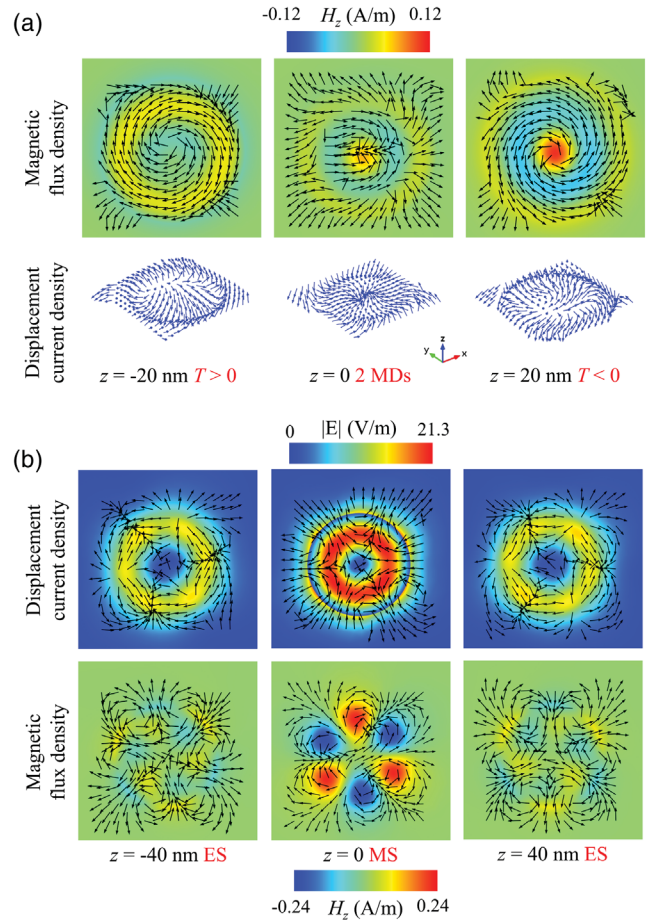 (a)
-0.12 Hz (A/m) 0.12
Magnetic
flux density
Displacement
current density
z
y
x
z = -20 nm T > 0
z = 0 2 MDs
z = 20 nm T < 0
(b)
|E| (V/m)
0
21.3
Displacement
current density
Magnetic
flux density
z = -40 nm ES
z = 0 MS
z = 40 nm ES
-0.24 Hz (A/m) 0.24